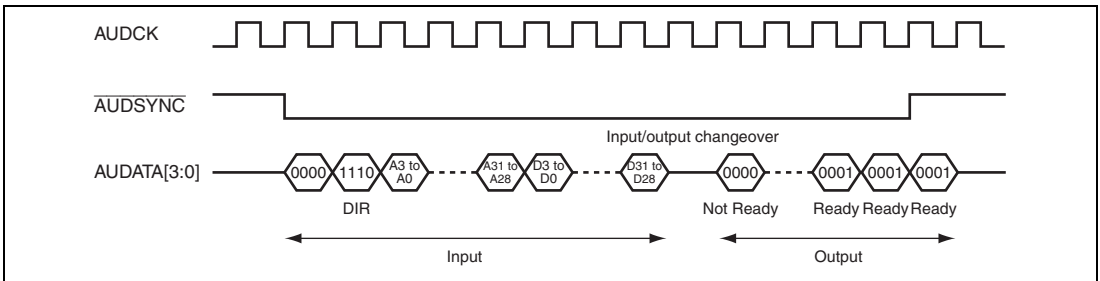 AUDCK
AUDSYNC
Input/output changeover
AUDATA[3:0]
0000
1110
A3 to
A0
A31 to
A28
D3 to
D0
D31 to
D28
0000
0001
0001
0001
DIR
Not Ready
Ready
Ready
Ready
Input
Output